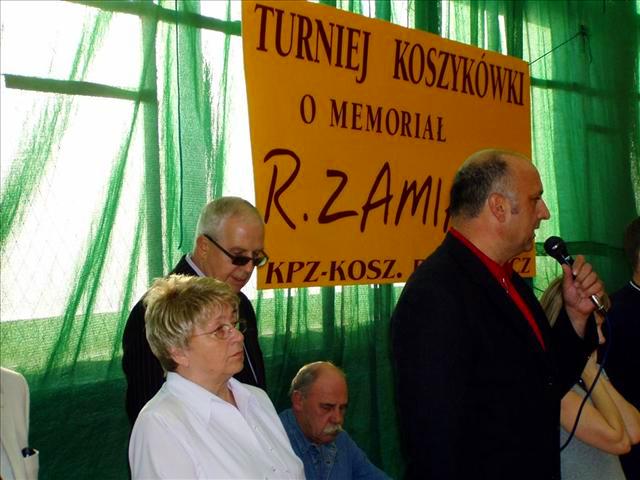 TURNIEJ KOSZYKÓWKI
O MEMORIAŁ
R. ZAMI
KPZ-KOSZ.